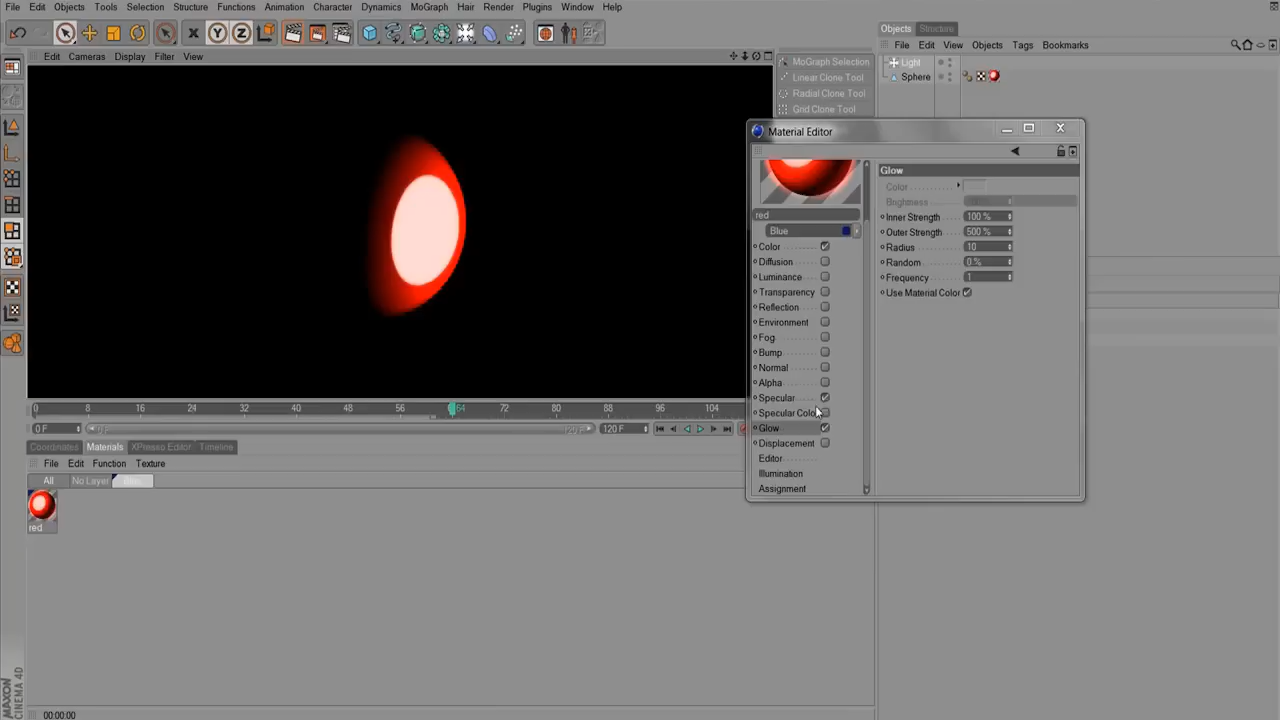 File Edit Objects Tools Selection Structure Functions Animation Character Dynamics MoGraph Hair Render Plugins Window Help
Edit Cameras Display Filter View
MoGraph Selection
Linear Clone Tool
Radial Clone Tool
Grid Clone Tool
Objects Structure
File Edit View Objects Tags Bookmarks
Light
Sphere
Material Editor
red
Blue
Color
Diffusion
Luminance
Transparency
Reflection
Environment
Fog
Bump
Normal
Alpha
Specular
Specular Colo
Glow
Displacement
Editor
Illumination
Assignment
Glow
Color
Brightness
Inner Strength 100 %
Outer Strength 500 %
Radius 10
Random 0 %
Frequency 1
Use Material Color
0 8 16 24 32 40 48 56 64 72 80 88 96 104
0 F 0 F 120 F 120 F
Coordinates Materials XPresso Editor Timeline
File Edit Function Texture
All No Layer
red
MAXON
CINEMA 4D
00:00:00